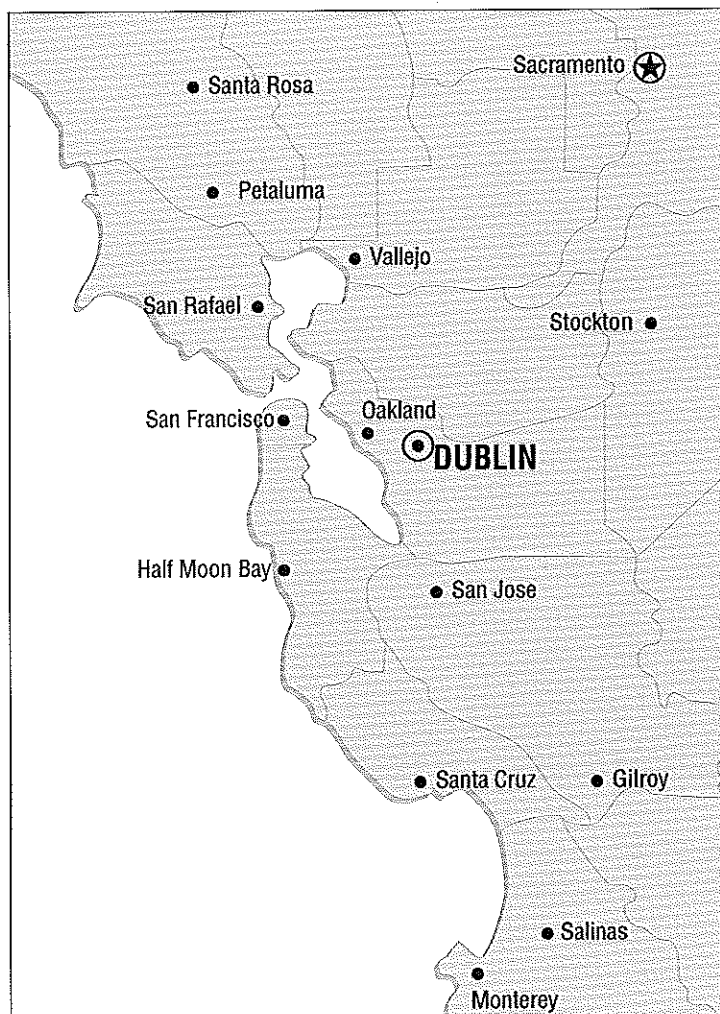 Sacramento
Santa Rosa
Petaluma
Vallejo
San Rafael
Stockton
San Francisco
Oakland
DUBLIN
Half Moon Bay
San Jose
Santa Cruz
Gilroy
Salinas
Monterey